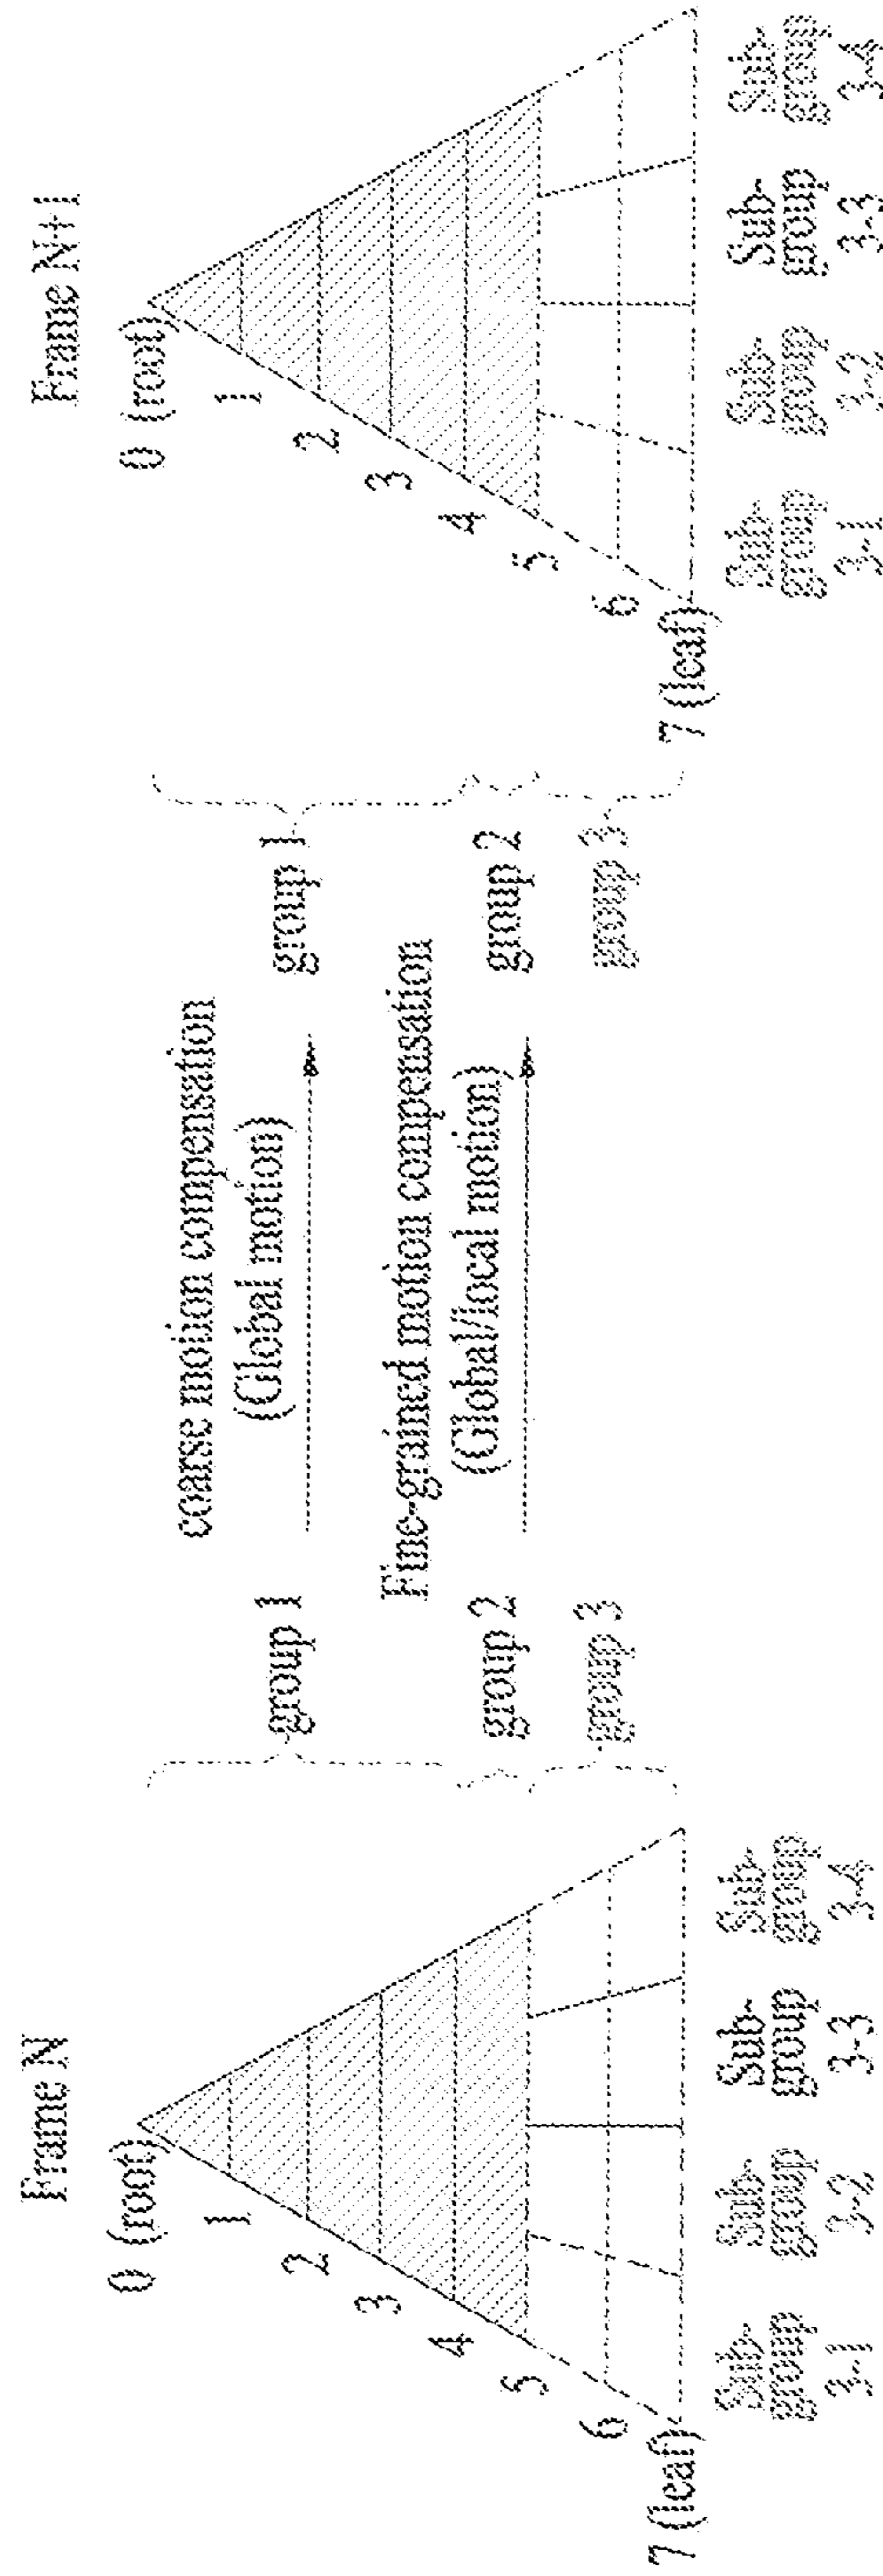 Frame N
0 (root)
1
2
3
4
5
6
7 (leaf)
Sub-
group
3-1
Sub-
group
3-2
Sub-
group
3-3
Sub-
group
3-4
group 1
group 2
group 3
coarse motion compensation
(Global motion)
Fine-grained motion compensation
(Global/local motion)
group 1
group 2
group 3
Frame N+1
0 (root)
1
2
3
4
5
6
7 (leaf)
Sub-
group
3-1
Sub-
group
3-2
Sub-
group
3-3
Sub-
group
3-4